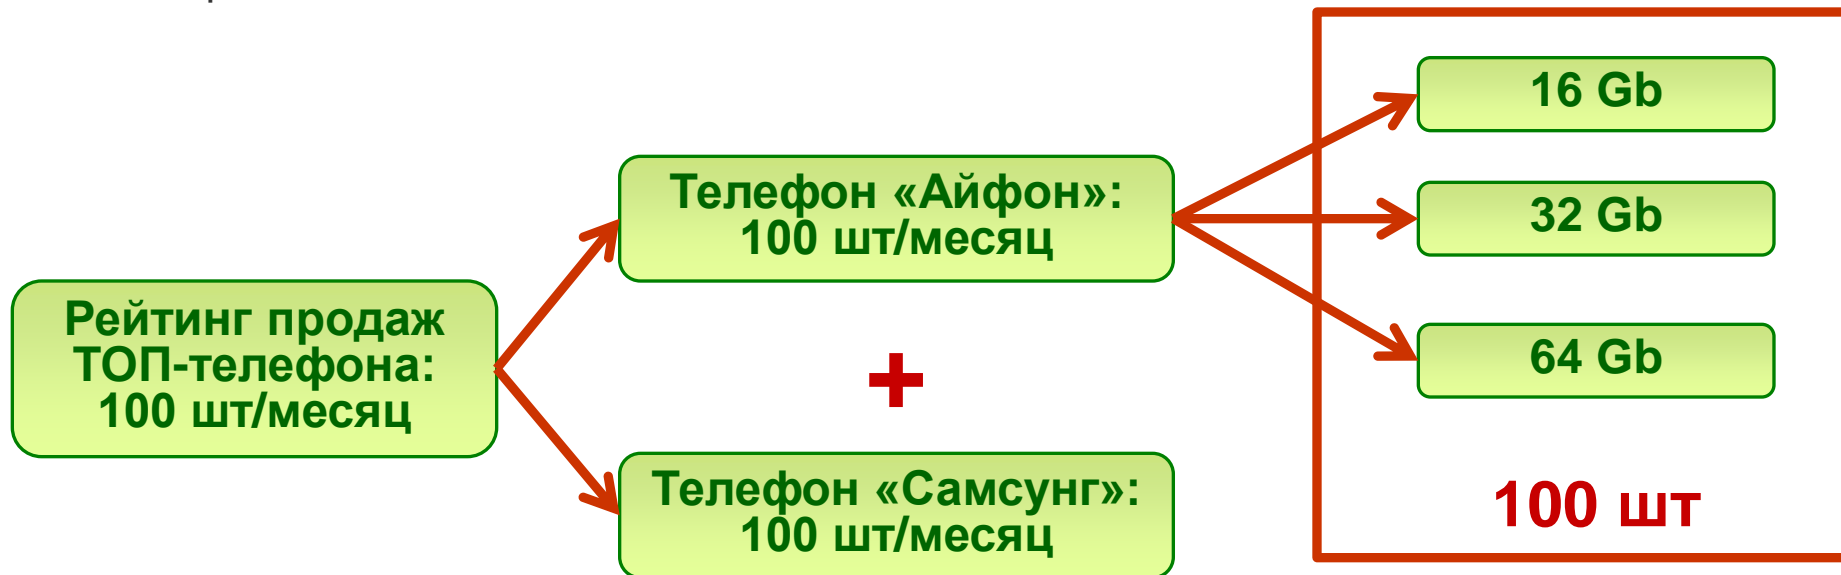 Рейтинг продаж
ТОП-телефона:
100 шт/месяц
Телефон «Айфон»:
100 шт/месяц
+
Телефон «Самсунг»:
100 шт/месяц
16 Gb
32 Gb
64 Gb
100 шт